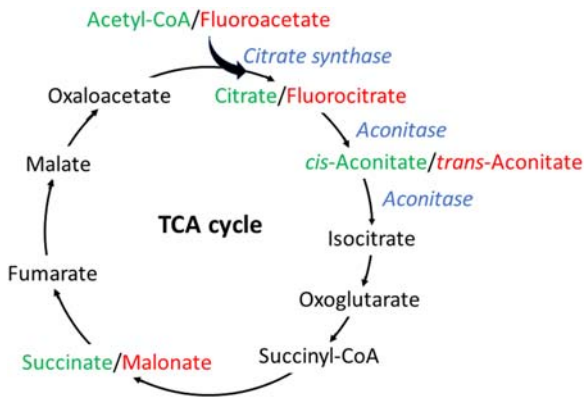 Acetyl-CoA/Fluoroacetate
Citrate synthase
Oxaloacetate
Citrate/Fluorocitrate
Aconitase
Malate
cis-Aconitate/trans-Aconitate
Aconitase
TCA cycle
Isocitrate
Fumarate
Oxoglutarate
Succinyl-CoA
Succinate/Malonate